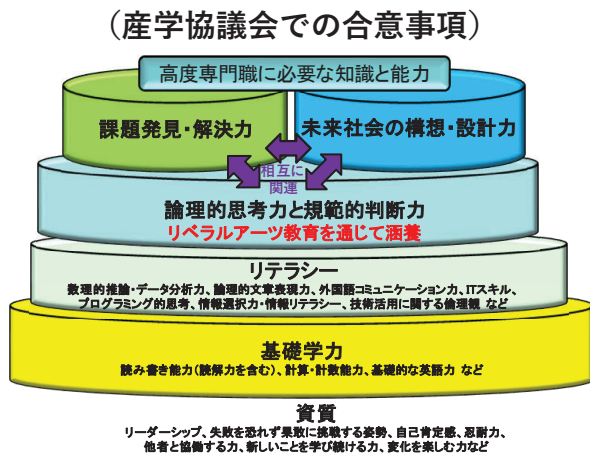 （産学協議会での合意事項）
高度専門職に必要な知識と能力
課題発見・解決力
未来社会の構想・設計力
相互に
関連
論理的思考力と規範的判断力
リベラルアーツ教育を通じて涵養
リテラシー
数理的推論・データ分析力、論理的文章表現力、外国語コミュニケーション力、ITスキル、
プログラミング的思考、情報選択力・情報リテラシー、技術活用に関する倫理観 など
基礎学力
読み書き能力（読解力を含む）、計算・計数能力、基礎的な英語力 など
資質
リーダーシップ、失敗を恐れず果敢に挑戦する姿勢、自己肯定感、忍耐力、
他者と協働する力、新しいことを学び続ける力、変化を楽しむ力など